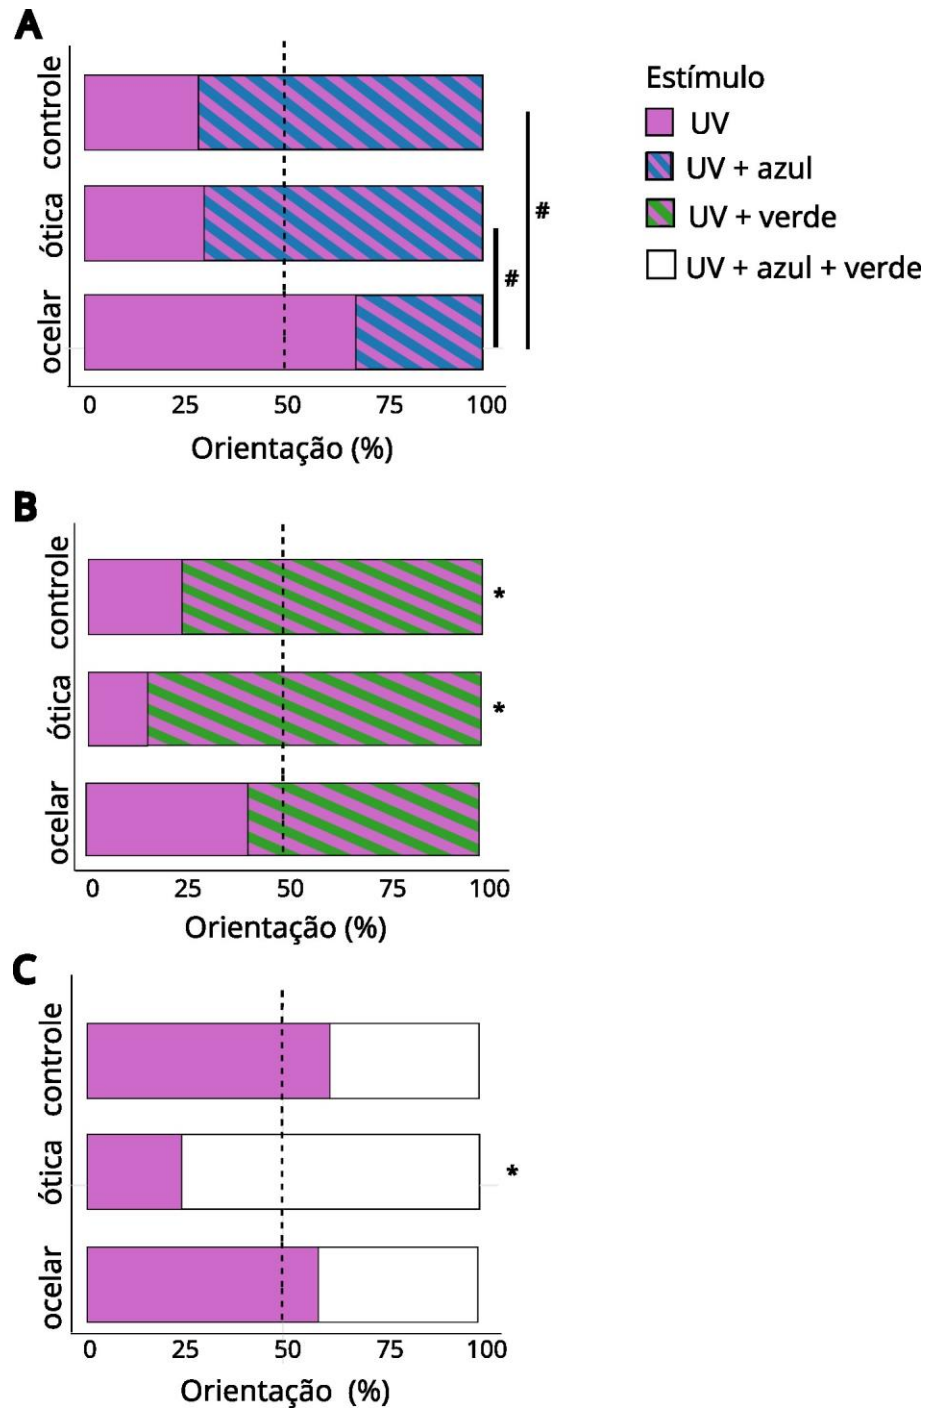 A
controle
ótica
ocelar
#
#
0 25 50 75 100
Orientação (%)
Estímulo
UV
UV + azul
UV + verde
UV + azul + verde
B
controle
*
ótica
*
ocelar
0 25 50 75 100
Orientação (%)
C
controle
ótica
*
ocelar
0 25 50 75 100
Orientação (%)